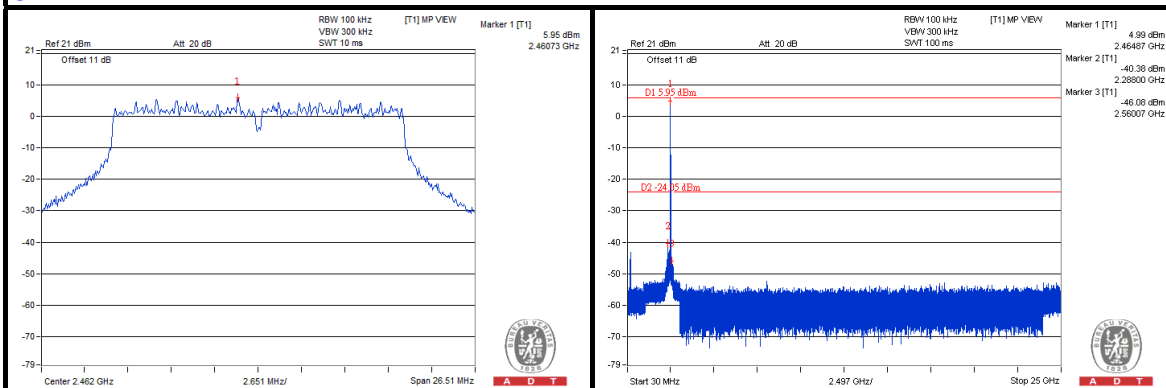 RBW 100 kHz [T1] MP VIEW
VBW 300 kHz
SWT 10 ms
Marker 1 [T1]
5.95 dBm
2.46073 GHz
Ref 21 dBm Att 20 dB
21
Offset 11 dB
10
0
-10
-20
-30
-40
-50
-60
-70
-79
1
Center 2.462 GHz 2.651 MHz/ Span 26.51 MHz
BUREAU VERITAS
1828
A D T
RBW 100 kHz [T1] MP VIEW
VBW 300 kHz
SWT 100 ms
Marker 1 [T1]
4.99 dBm
2.46487 GHz
Marker 2 [T1]
-40.38 dBm
2.28800 GHz
Marker 3 [T1]
-46.08 dBm
2.56007 GHz
Ref 21 dBm Att 20 dB
21
Offset 11 dB
10
0
-10
-20
-30
-40
-50
-60
-70
-79
1
D1 5.95 dBm
D2 -24.05 dBm
2
3
Start 30 MHz 2.497 GHz/ Stop 25 GHz
BUREAU VERITAS
1828
A D T